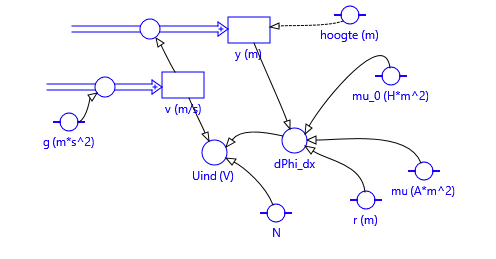 hoogte (m)
y (m)
mu_0 (H*m^2)
v (m/s)
g (m*s^2)
dPhi_dx
Uind (V)
mu (A*m^2)
r (m)
N